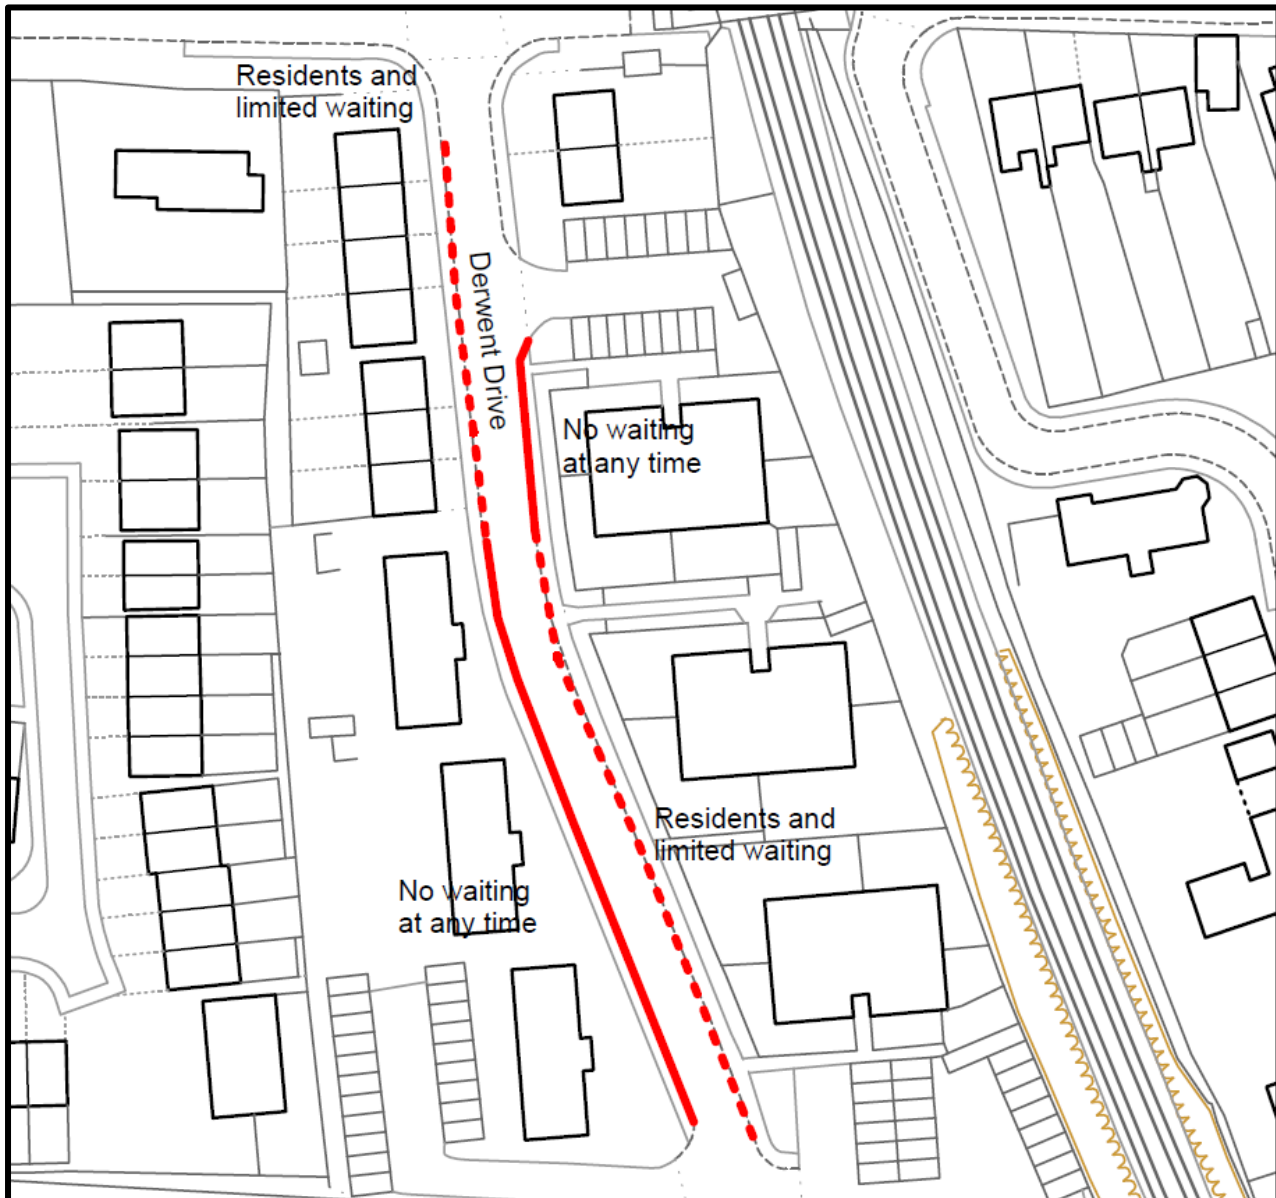 Residents and
limited waiting
Derwent Drive
No waiting
at any time
Residents and
limited waiting
No waiting
at any time